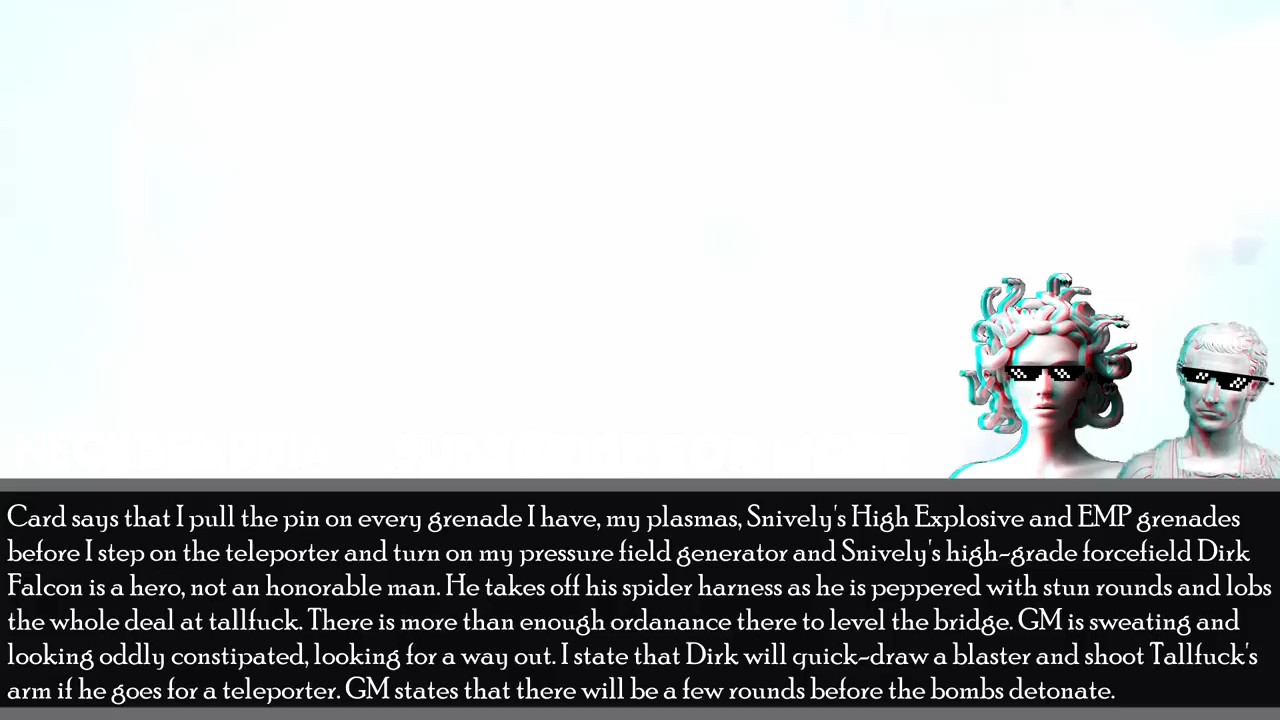 Card says that I pull the pin on every grenade I have, my plasmas, Snively's High Explosive and EMP grenades
before I step on the teleporter and turn on my pressure field generator and Snively's high-grade forcefield Dirk
Falcon is a hero, not an honorable man. He takes off his spider harness as he is peppered with stun rounds and lobs
the whole deal at tallfuck. There is more than enough ordanance there to level the bridge. GM is sweating and
looking oddly constipated, looking for a way out. I state that Dirk will quick-draw a blaster and shoot Tallfuck's
arm if he goes for a teleporter. GM states that there will be a few rounds before the bombs detonate.